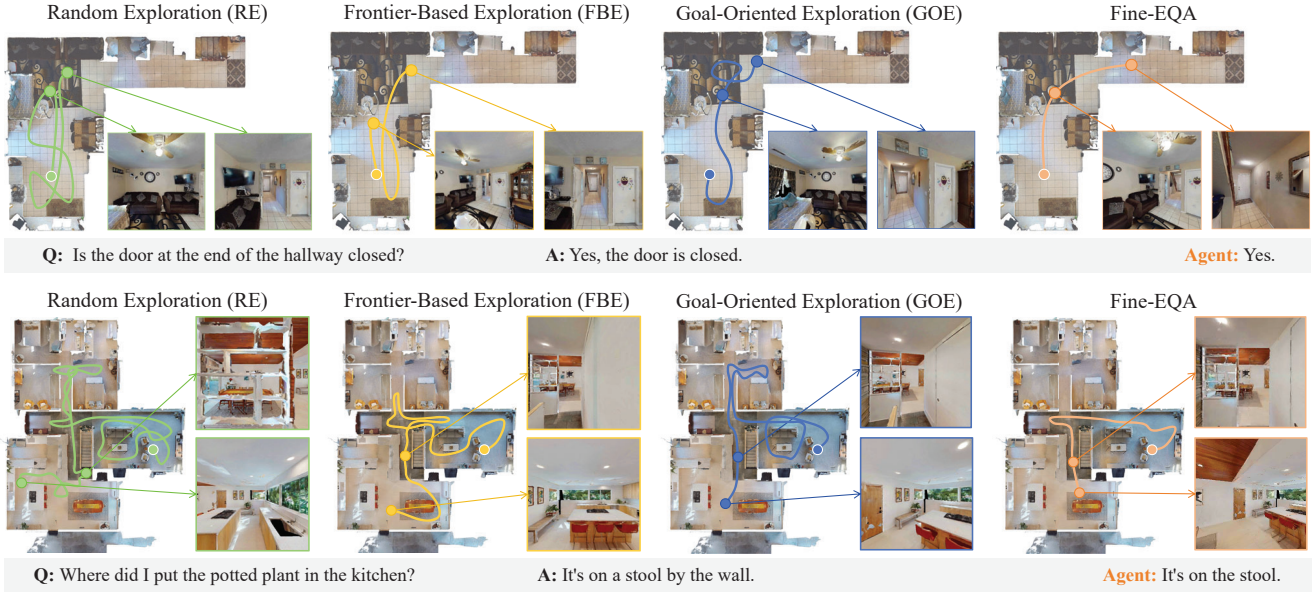 Random Exploration (RE) Frontier-Based Exploration (FBE) Goal-Oriented Exploration (GOE) Fine-EQA
Q: Is the door at the end of the hallway closed? A: Yes, the door is closed. Agent: Yes.
Random Exploration (RE) Frontier-Based Exploration (FBE) Goal-Oriented Exploration (GOE) Fine-EQA
Q: Where did I put the potted plant in the kitchen? A: It's on a stool by the wall. Agent: It's on the stool.